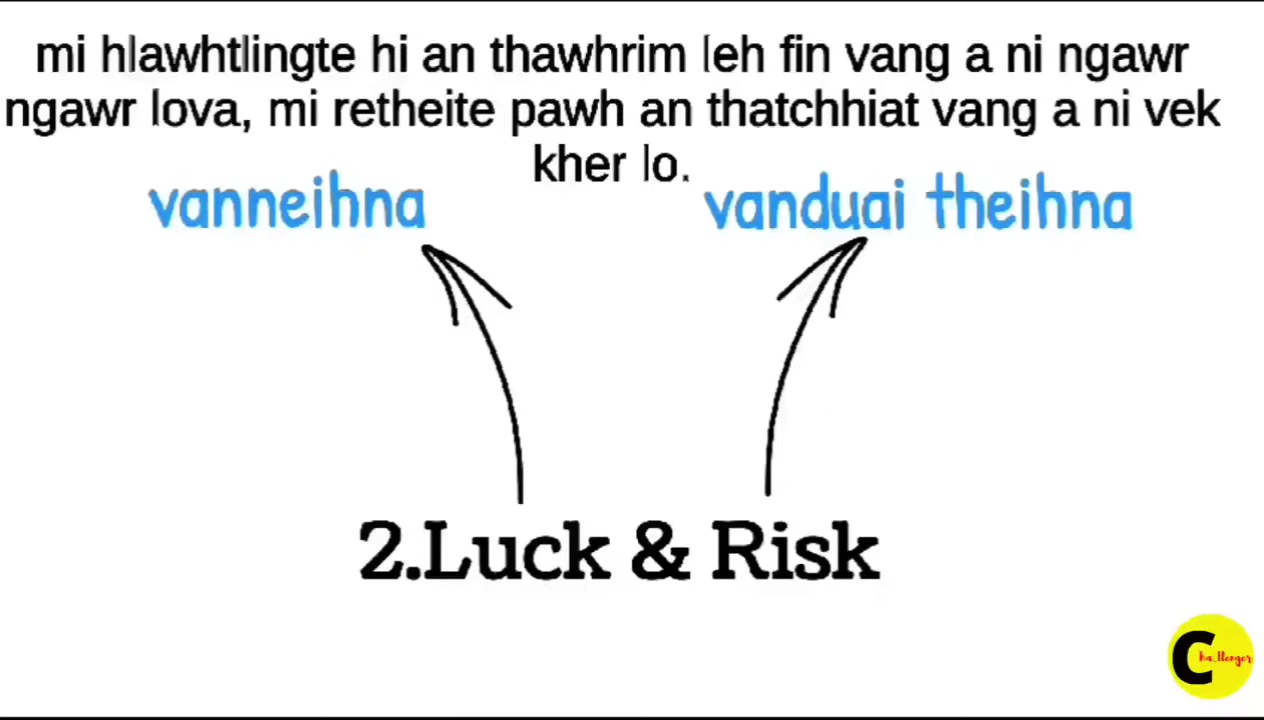 mi hlawhtlingte hi an thawhrim leh fin vang a ni ngawr
ngawr lova, mi retheite pawh an thatchhiat vang a ni vek
kher lo.
vanneihna
vanduai theihna
2.Luck & Risk
Challenger